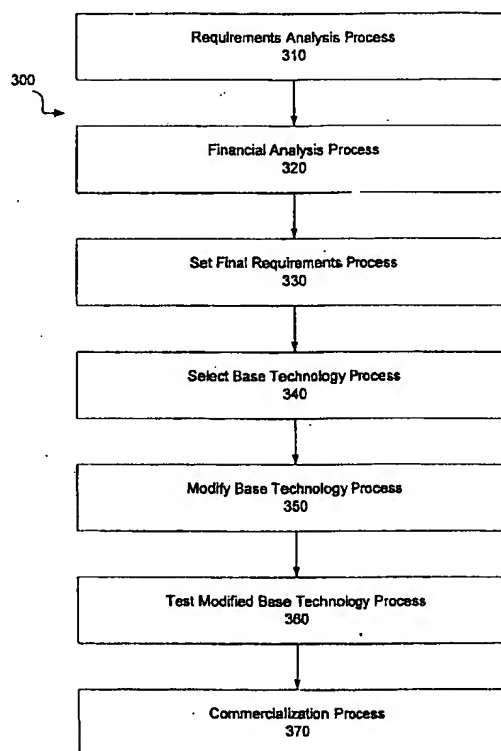 Requirements Analysis Process
310
300
Financial Analysis Process
320
Set Final Requirements Process
330
Select Base Technology Process
340
Modify Base Technology Process
350
Test Modified Base Technology Process
360
Commercialization Process
370